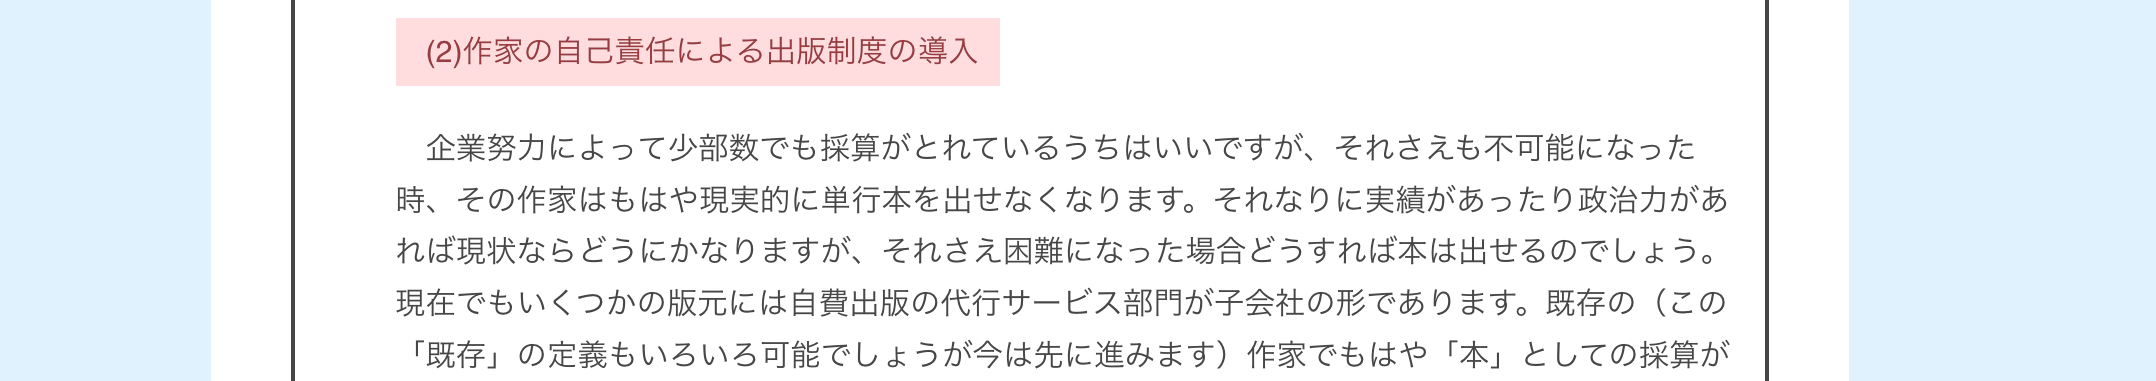 (2)作家の自己責任による出版制度の導入
企業努力によって少部数でも採算がとれているうちはいいですが、それさえも不可能になった
時、その作家はもはや現実的に単行本を出せなくなります。それなりに実績があったり政治力があ
れば現状ならどうにかなりますが、それさえ困難になった場合どうすれば本は出せるのでしょう。
現在でもいくつかの版元には自費出版の代行サービス部門が子会社の形であります。既存の（この
「既存」の定義もいろいろ可能でしょうが今は先に進みます）作家でもはや「本」としての採算が